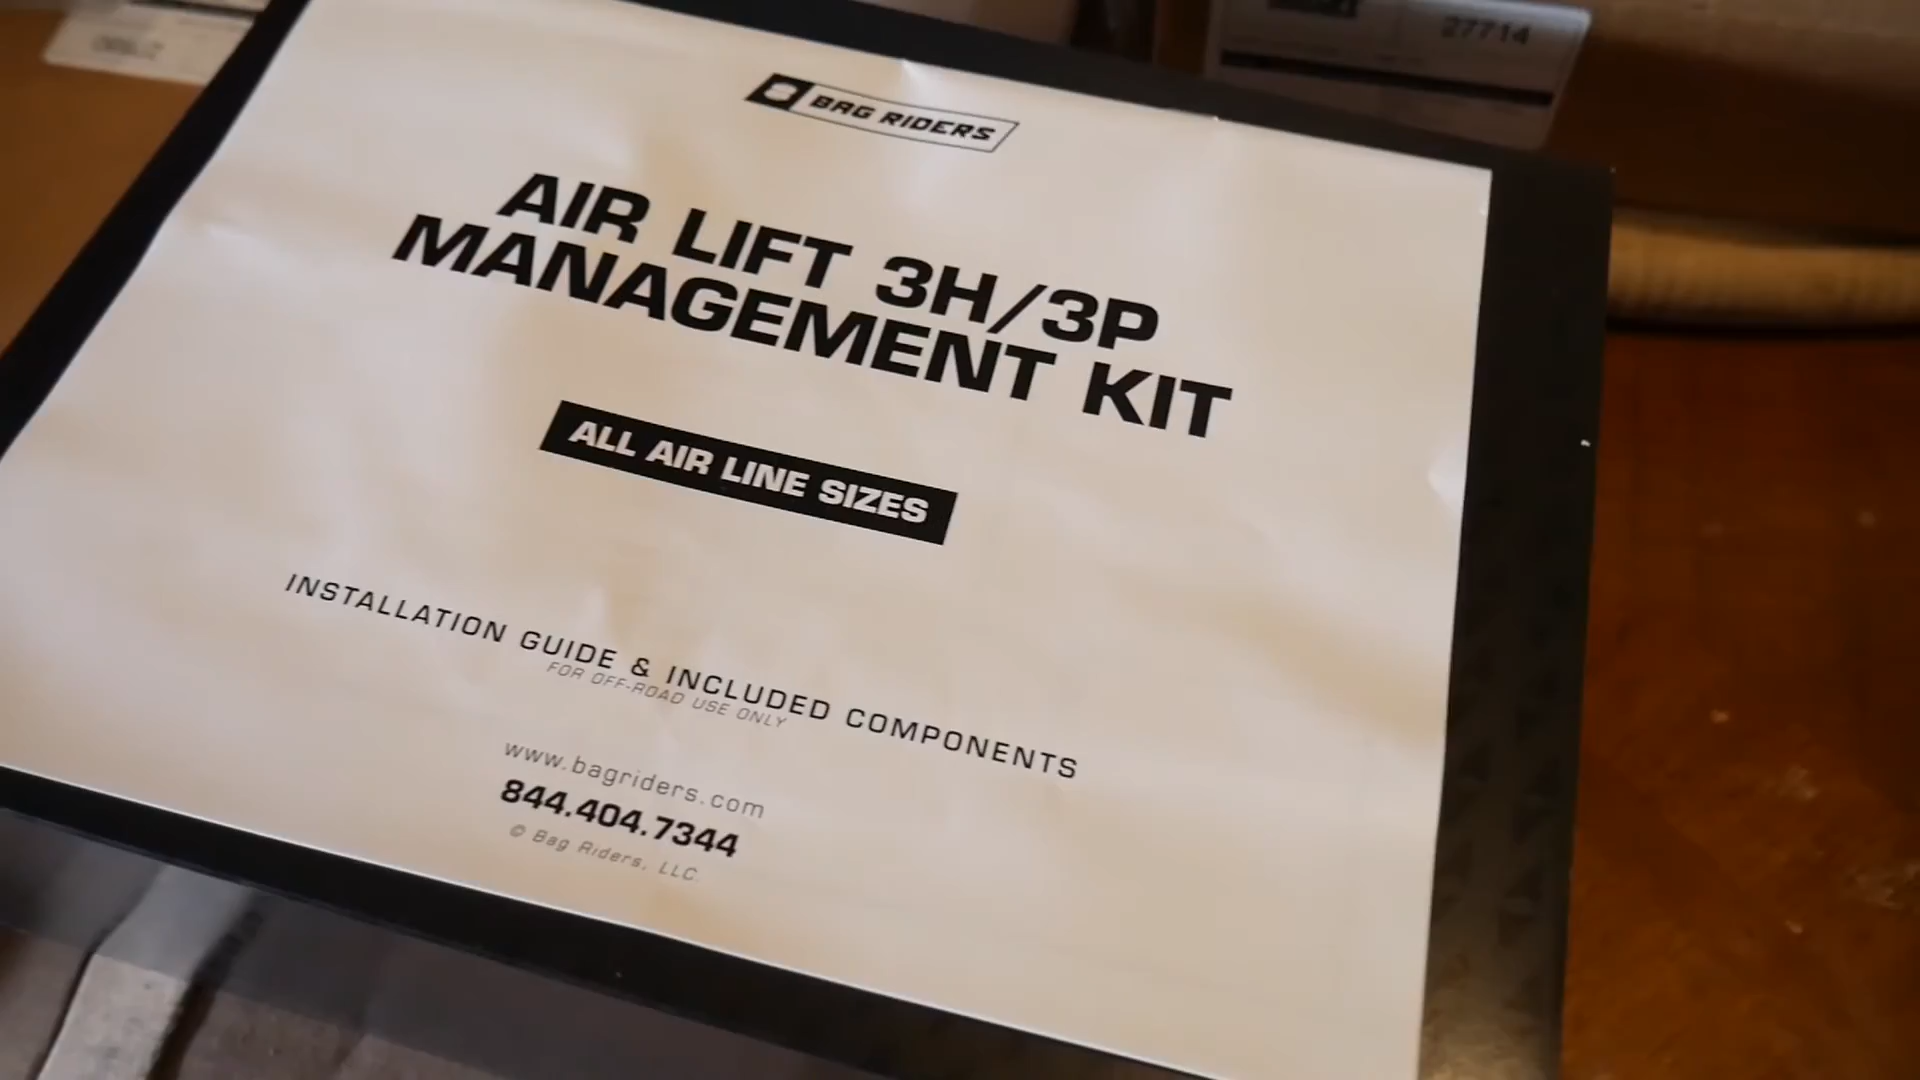 27714
BAG RIDERS
AIR LIFT 3H/3P
MANAGEMENT KIT
ALL AIR LINE SIZES
INSTALLATION GUIDE & INCLUDED COMPONENTS
FOR OFF-ROAD USE ONLY
www.bagriders.com
844.404.7344
© Bag Riders, LLC